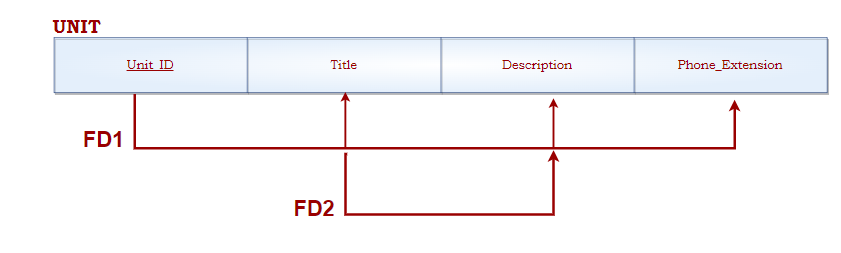 UNIT
Unit_ID Title Description Phone_Extension
FD1
FD2